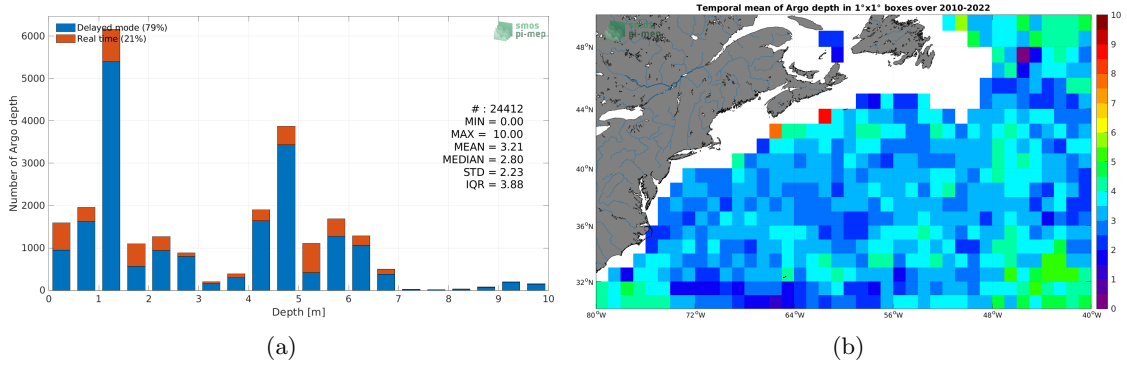 Delayed mode (79%)
Real time (21%)
smos
pi-mep
6000
5000
4000
3000
2000
1000
0
Number of Argo depth
# : 24412
MIN = 0.00
MAX = 10.00
MEAN = 3.21
MEDIAN = 2.80
STD = 2.23
IQR = 3.88
0 1 2 3 4 5 6 7 8 9 10
Depth [m]
(a)
Temporal mean of Argo depth in 1°x1° boxes over 2010-2022
smos
pi-mep
48°N
44°N
40°N
36°N
32°N
80°W 72°W 64°W 56°W 48°W 40°W
10
9
8
7
6
5
4
3
2
1
0
(b)